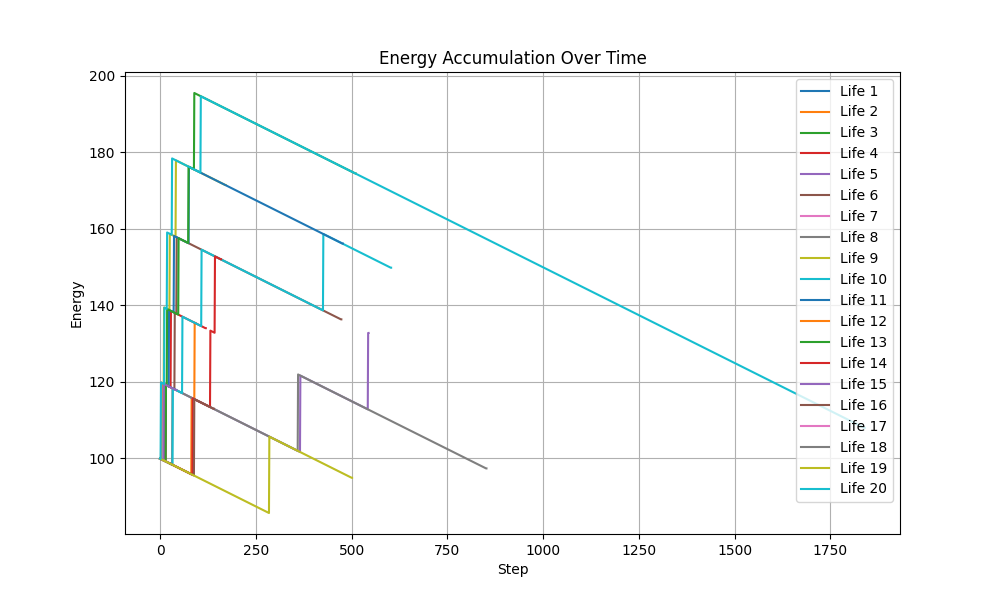 Energy Accumulation Over Time
200
180
160
140
120
100
Energy
0
250
500
750
1000
1250
1500
1750
Step
Life 1
Life 2
Life 3
Life 4
Life 5
Life 6
Life 7
Life 8
Life 9
Life 10
Life 11
Life 12
Life 13
Life 14
Life 15
Life 16
Life 17
Life 18
Life 19
Life 20